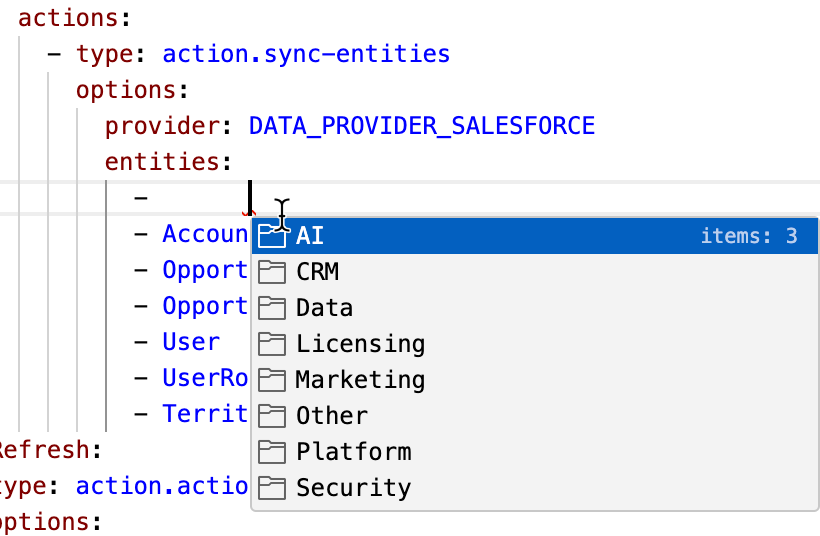 actions:
- type: action.sync-entities
options:
provider: DATA_PROVIDER_SALESFORCE
entities:
-
- Accoun
- Opport
- Opport
- User
- UserRo
- Territ
AI items: 3
CRM
Data
Licensing
Marketing
Other
Platform
Security
Refresh:
type: action.actio
options: